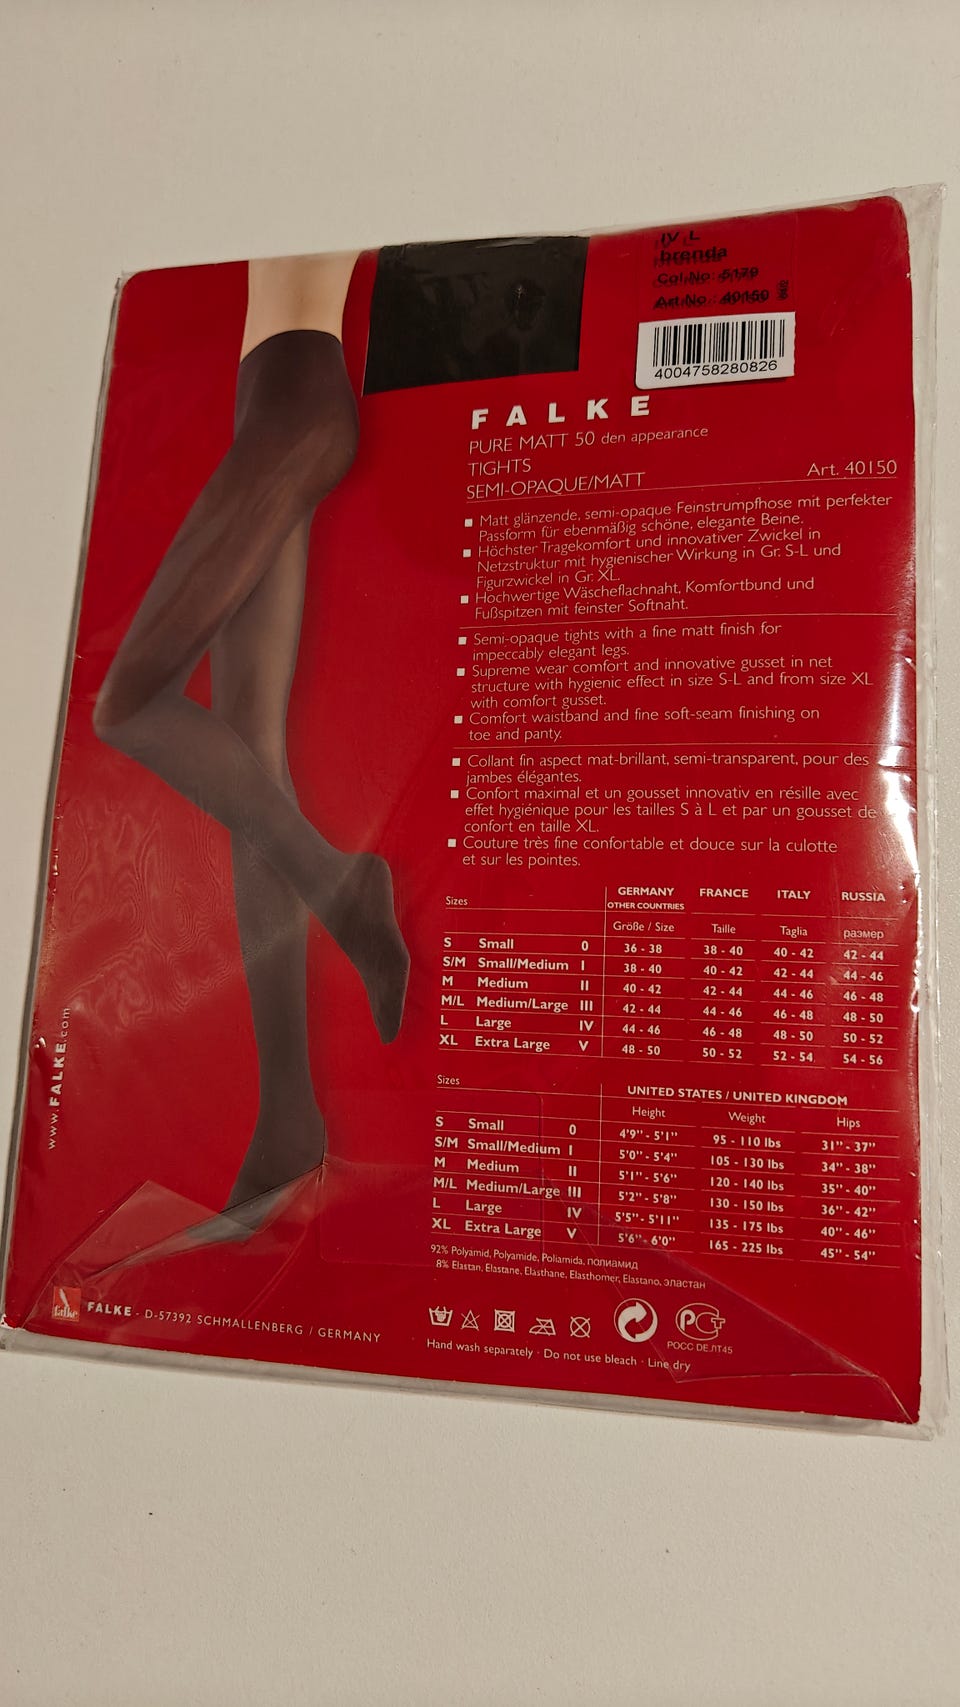 IV L
brenda
Col.No: 5179
Art.No.: 40150
4004758280826
FALKE
PURE MATT 50 den appearance
TIGHTS
SEMI-OPAQUE/MATT
Art. 40150
Matt glänzende, semi-opaque Feinstrumpfhose mit perfekter
Passform für ebenmäßig schöne, elegante Beine.
Höchster Tragekomfort und innovativer Zwickel in
Netzstruktur mit hygienischer Wirkung in Gr. S-L und
Figurzwickel in Gr. XL.
Hochwertige Wäscheflachnaht, Komfortbund und
Fußspitzen mit feinster Softnaht.
Semi-opaque tights with a fine matt finish for
impeccably elegant legs.
Supreme wear comfort and innovative gusset in net
structure with hygienic effect in size S-L and from size XL
with comfort gusset.
Comfort waistband and fine soft-seam finishing on
toe and panty.
Collant fin aspect mat-brillant, semi-transparent, pour des
jambes élégantes.
Confort maximal et un gousset innovativ en résille avec
effet hygiénique pour les tailles S à L et par un gousset de
confort en taille XL.
Couture très fine confortable et douce sur la culotte
et sur les pointes.
Sizes GERMANY FRANCE ITALY RUSSIA
OTHER COUNTRIES
Größe / Size Taille Taglia размер
S Small 0 36 - 38 38 - 40 40 - 42 42 - 44
S/M Small/Medium I 38 - 40 40 - 42 42 - 44 44 - 46
M Medium II 40 - 42 42 - 44 44 - 46 46 - 48
M/L Medium/Large III 42 - 44 44 - 46 46 - 48 48 - 50
L Large IV 44 - 46 46 - 48 48 - 50 50 - 52
XL Extra Large V 48 - 50 50 - 52 52 - 54 54 - 56
Sizes UNITED STATES / UNITED KINGDOM
Height Weight Hips
S Small 0 4'9" - 5'1" 95 - 110 lbs 31" - 37"
S/M Small/Medium I 5'0" - 5'4" 105 - 130 lbs 34" - 38"
M Medium II 5'1" - 5'6" 120 - 140 lbs 35" - 40"
M/L Medium/Large III 5'2" - 5'8" 130 - 150 lbs 36" - 42"
L Large IV 5'5" - 5'11" 135 - 175 lbs 40" - 46"
XL Extra Large V 5'6" - 6'0" 165 - 225 lbs 45" - 54"
92% Polyamid, Polyamide, Poliamida, полиамид
8% Elastan, Elastane, Elasthane, Elasthomer, Elastano, эластан
РСТ
РОСС DE.ЛТ45
Hand wash separately · Do not use bleach · Line dry
www.FALKE.com
falke
FALKE - D-57392 SCHMALLENBERG / GERMANY